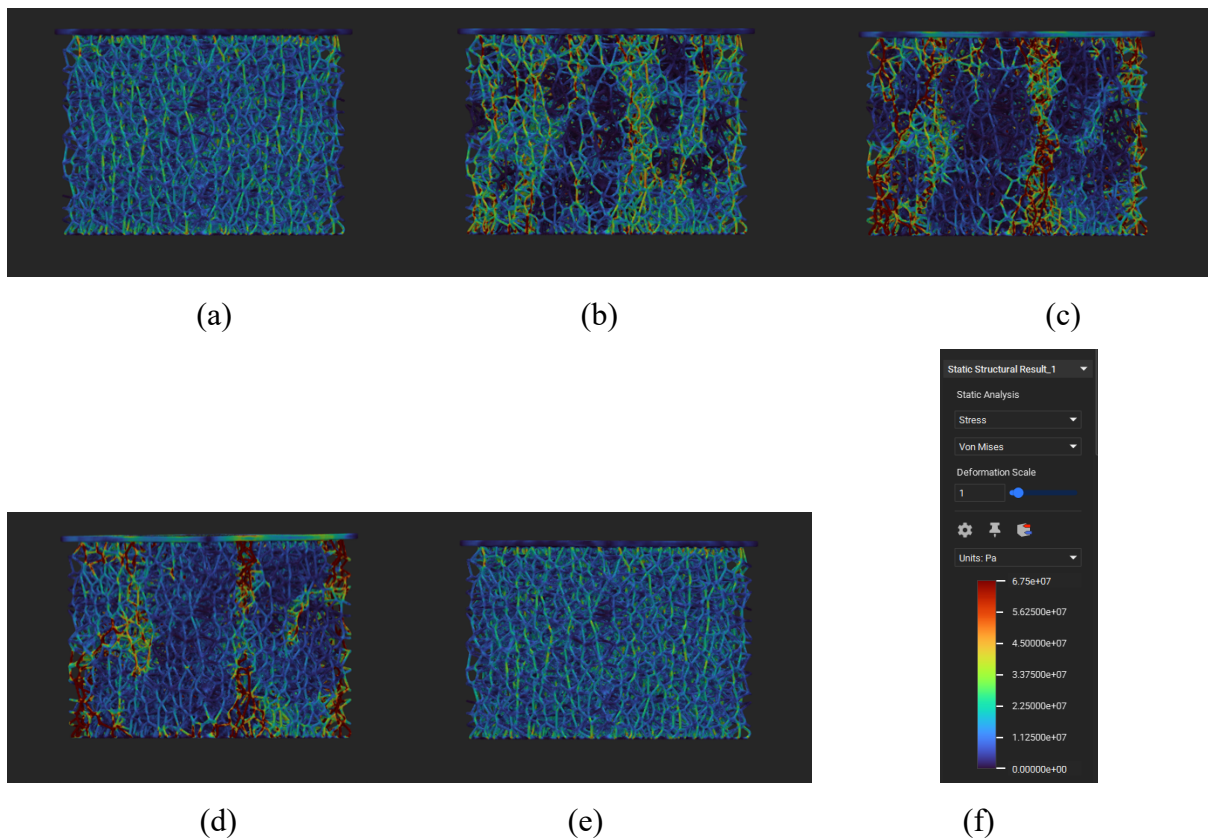 (a)
(b)
(c)
Static Structural Result_1
Static Analysis
Stress
Von Mises
Deformation Scale
1
Units: Pa
6.75e+07
5.62500e+07
4.50000e+07
3.37500e+07
2.25000e+07
1.12500e+07
0.00000e+00
(d)
(e)
(f)